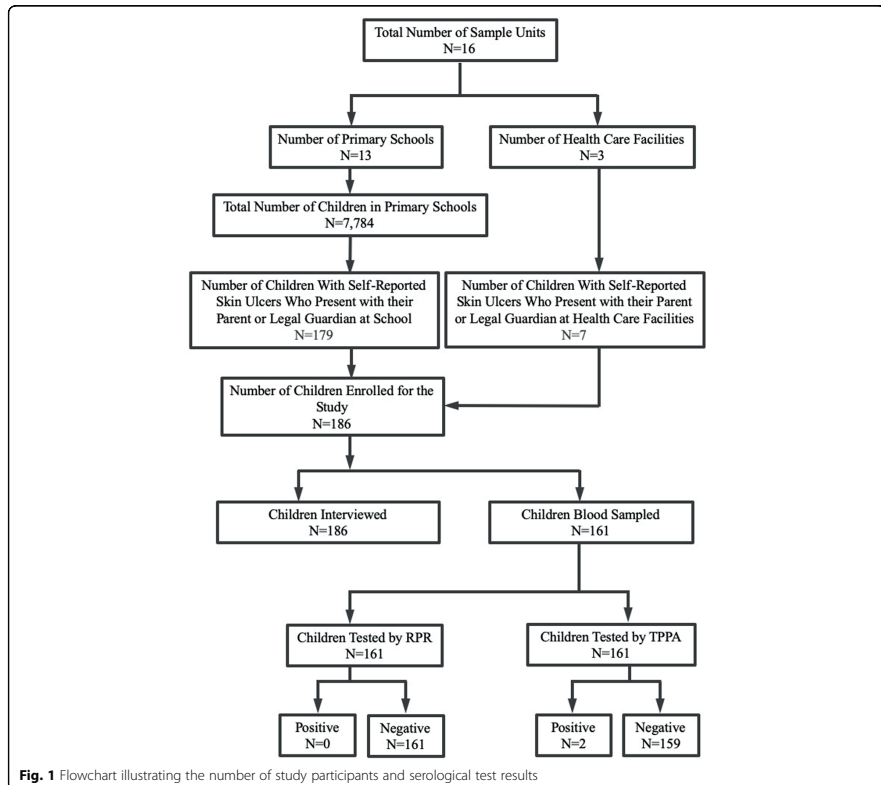 Total Number of Sample Units
N=16
Number of Primary Schools
N=13
Number of Health Care Facilities
N=3
Total Number of Children in Primary Schools
N=7,784
Number of Children With Self-Reported
Skin Ulcers Who Present with their
Parent or Legal Guardian at School
N=179
Number of Children With Self-Reported
Skin Ulcers Who Present with their Parent
or Legal Guardian at Health Care Facilities
N=7
Number of Children Enrolled for the
Study
N=186
Children Interviewed
N=186
Children Blood Sampled
N=161
Children Tested by RPR
N=161
Children Tested by TPPA
N=161
Positive
N=0
Negative
N=161
Positive
N=2
Negative
N=159
Fig. 1 Flowchart illustrating the number of study participants and serological test results